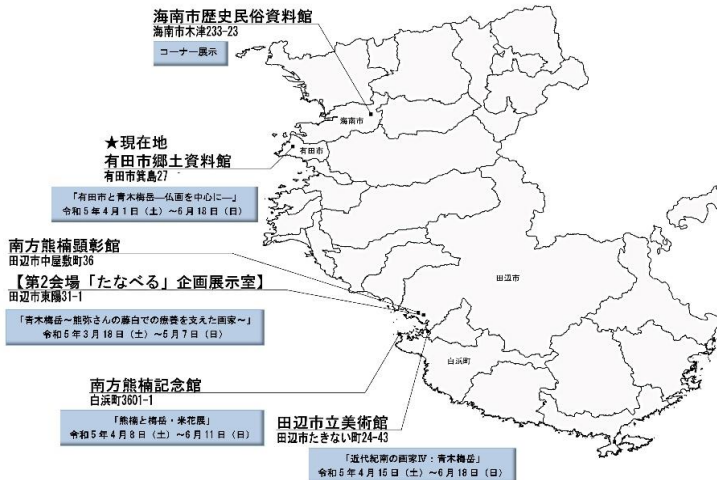 海南市歴史民俗資料館
海南市木津233-23
コーナー展示
海南市
★現在地
有田市郷土資料館
有田市箕島27
有田市
「有田市と青木梅岳―仏画を中心に―」
令和5年4月1日（土）～6月18日（日）
南方熊楠顕彰館
田辺市中屋敷町36
【第2会場「たなべる」企画展示室】
田辺市東陽31-1
田辺市
「青木梅岳～熊弥さんの藤白での療養を支えた画家～」
令和5年3月18日（土）～5月7日（日）
白浜町
南方熊楠記念館
白浜町3601-1
「熊楠と梅岳・米花展」
令和5年4月8日（土）～6月11日（日）
田辺市立美術館
田辺市たきない町24-43
「近代紀南の画家Ⅳ：青木梅岳」
令和5年4月15日（土）～6月18日（日）